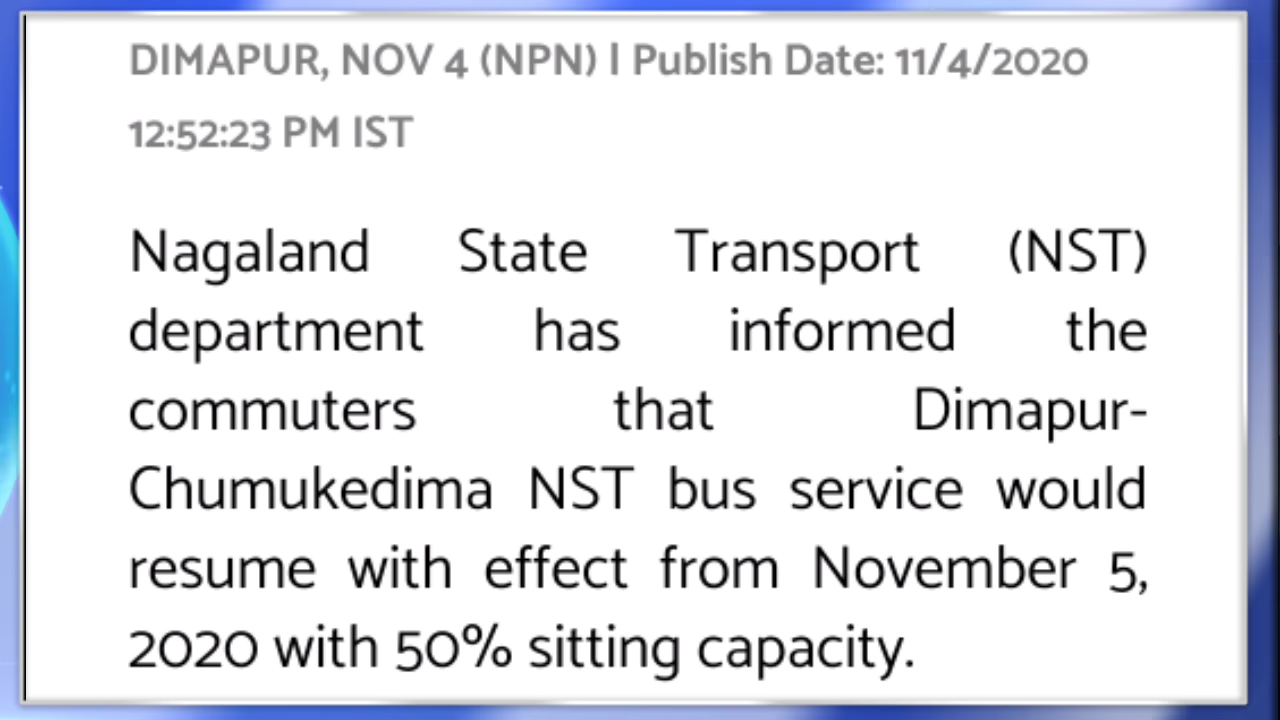 DIMAPUR, NOV 4 (NPN) | Publish Date: 11/4/2020
12:52:23 PM IST
Nagaland State Transport (NST)
department has informed the
commuters that Dimapur-
Chumukedima NST bus service would
resume with effect from November 5,
2020 with 50% sitting capacity.